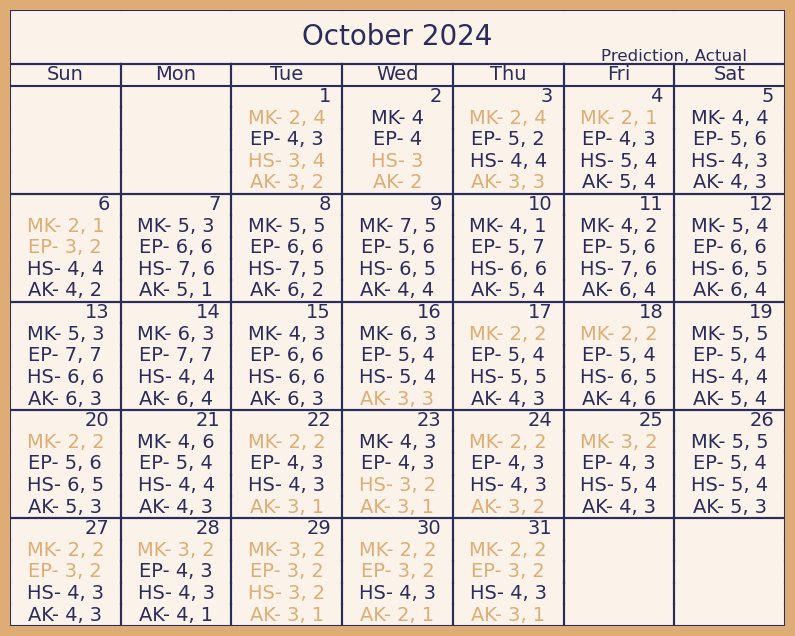 October 2024
Prediction, Actual
Sun Mon Tue Wed Thu Fri Sat
1 2 3 4 5
MK- 2, 4 MK- 4 MK- 2, 4 MK- 2, 1 MK- 4, 4
EP- 4, 3 EP- 4 EP- 5, 2 EP- 4, 3 EP- 5, 6
HS- 3, 4 HS- 3 HS- 4, 4 HS- 5, 4 HS- 4, 3
AK- 3, 2 AK- 2 AK- 3, 3 AK- 5, 4 AK- 4, 3
6 7 8 9 10 11 12
MK- 2, 1 MK- 5, 3 MK- 5, 5 MK- 7, 5 MK- 4, 1 MK- 4, 2 MK- 5, 4
EP- 3, 2 EP- 6, 6 EP- 6, 6 EP- 5, 6 EP- 5, 7 EP- 5, 6 EP- 6, 6
HS- 4, 4 HS- 7, 6 HS- 7, 5 HS- 6, 5 HS- 6, 6 HS- 7, 6 HS- 6, 5
AK- 4, 2 AK- 5, 1 AK- 6, 2 AK- 4, 4 AK- 5, 4 AK- 6, 4 AK- 6, 4
13 14 15 16 17 18 19
MK- 5, 3 MK- 6, 3 MK- 4, 3 MK- 6, 3 MK- 2, 2 MK- 2, 2 MK- 5, 5
EP- 7, 7 EP- 7, 7 EP- 6, 6 EP- 5, 4 EP- 5, 4 EP- 5, 4 EP- 5, 4
HS- 6, 6 HS- 4, 4 HS- 6, 6 HS- 5, 4 HS- 5, 5 HS- 6, 5 HS- 4, 4
AK- 6, 3 AK- 6, 4 AK- 6, 3 AK- 3, 3 AK- 4, 3 AK- 4, 6 AK- 5, 4
20 21 22 23 24 25 26
MK- 2, 2 MK- 4, 6 MK- 2, 2 MK- 4, 3 MK- 2, 2 MK- 3, 2 MK- 5, 5
EP- 5, 6 EP- 5, 4 EP- 4, 3 EP- 4, 3 EP- 4, 3 EP- 4, 3 EP- 5, 4
HS- 6, 5 HS- 4, 4 HS- 4, 3 HS- 3, 2 HS- 4, 3 HS- 5, 4 HS- 5, 4
AK- 5, 3 AK- 4, 3 AK- 3, 1 AK- 3, 1 AK- 3, 2 AK- 4, 3 AK- 5, 3
27 28 29 30 31
MK- 2, 2 MK- 3, 2 MK- 3, 2 MK- 2, 2 MK- 2, 2
EP- 3, 2 EP- 4, 3 EP- 3, 2 EP- 3, 2 EP- 3, 2
HS- 4, 3 HS- 4, 3 HS- 3, 2 HS- 4, 3 HS- 4, 3
AK- 4, 3 AK- 4, 1 AK- 3, 1 AK- 2, 1 AK- 3, 1